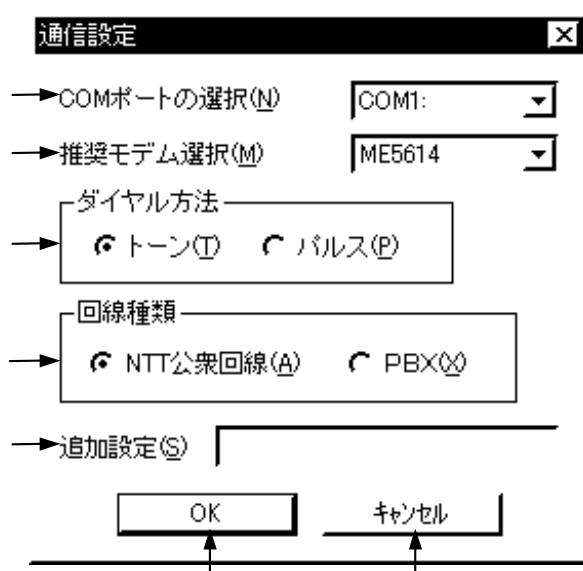 通信設定
COMポートの選択(N) COM1:
推奨モデム選択(M) ME5614
ダイヤル方法
トーン(T) パルス(P)
回線種類
NTT公衆回線(A) PBX(X)
追加設定(S)
OK キャンセル